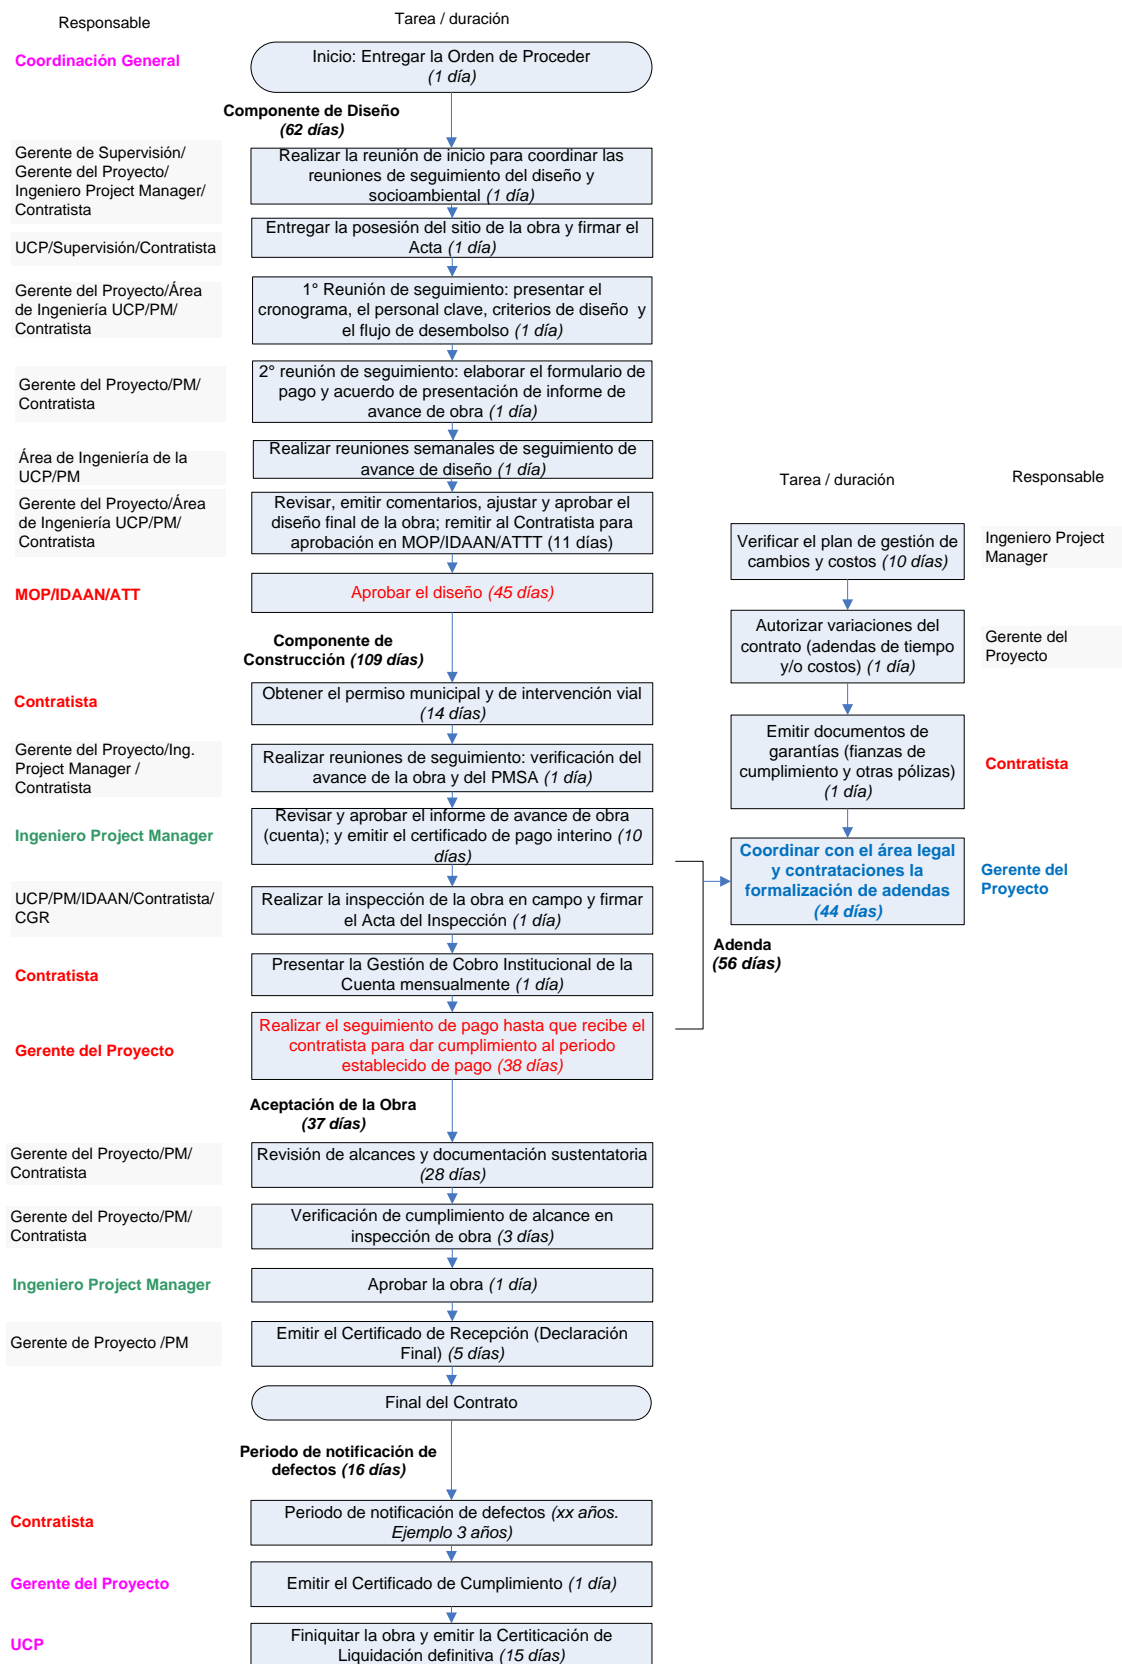 Responsable
Tarea / duración
Coordinación General
Inicio: Entregar la Orden de Proceder
(1 día)
Componente de Diseño
(62 días)
Gerente de Supervisión/
Gerente del Proyecto/
Ingeniero Project Manager/
Contratista
Realizar la reunión de inicio para coordinar las
reuniones de seguimiento del diseño y
socioambiental (1 día)
UCP/Supervisión/Contratista
Entregar la posesión del sitio de la obra y firmar el
Acta (1 día)
Gerente del Proyecto/Área
de Ingeniería UCP/PM/
Contratista
1° Reunión de seguimiento: presentar el
cronograma, el personal clave, criterios de diseño  y
el flujo de desembolso (1 día)
Gerente del Proyecto/PM/
Contratista
2° reunión de seguimiento: elaborar el formulario de
pago y acuerdo de presentación de informe de
avance de obra (1 día)
Área de Ingeniería de la
UCP/PM
Realizar reuniones semanales de seguimiento de
avance de diseño (1 día)
Gerente del Proyecto/Área
de Ingeniería UCP/PM/
Contratista
Revisar, emitir comentarios, ajustar y aprobar el
diseño final de la obra; remitir al Contratista para
aprobación en MOP/IDAAN/ATTT (11 días)
MOP/IDAAN/ATT
Aprobar el diseño (45 días)
Componente de
Construcción (109 días)
Contratista
Obtener el permiso municipal y de intervención vial
(14 días)
Gerente del Proyecto/Ing.
Project Manager /
Contratista
Realizar reuniones de seguimiento: verificación del
avance de la obra y del PMSA (1 día)
Ingeniero Project Manager
Revisar y aprobar el informe de avance de obra
(cuenta); y emitir el certificado de pago interino (10
días)
UCP/PM/IDAAN/Contratista/
CGR
Realizar la inspección de la obra en campo y firmar
el Acta del Inspección (1 día)
Contratista
Presentar la Gestión de Cobro Institucional de la
Cuenta mensualmente (1 día)
Gerente del Proyecto
Realizar el seguimiento de pago hasta que recibe el
contratista para dar cumplimiento al periodo
establecido de pago (38 días)
Aceptación de la Obra
(37 días)
Gerente del Proyecto/PM/
Contratista
Revisión de alcances y documentación sustentatoria
(28 días)
Gerente del Proyecto/PM/
Contratista
Verificación de cumplimiento de alcance en
inspección de obra (3 días)
Ingeniero Project Manager
Aprobar la obra (1 día)
Gerente de Proyecto /PM
Emitir el Certificado de Recepción (Declaración
Final) (5 días)
Final del Contrato
Periodo de notificación de
defectos (16 días)
Contratista
Periodo de notificación de defectos (xx años.
Ejemplo 3 años)
Gerente del Proyecto
Emitir el Certificado de Cumplimiento (1 día)
UCP
Finiquitar la obra y emitir la Certiticación de
Liquidación definitiva (15 días)
Tarea / duración
Responsable
Verificar el plan de gestión de
cambios y costos (10 días)
Ingeniero Project
Manager
Autorizar variaciones del
contrato (adendas de tiempo
y/o costos) (1 día)
Gerente del
Proyecto
Emitir documentos de
garantías (fianzas de
cumplimiento y otras pólizas)
(1 día)
Contratista
Coordinar con el área legal
y contrataciones la
formalización de adendas
(44 días)
Gerente del
Proyecto
Adenda
(56 días)